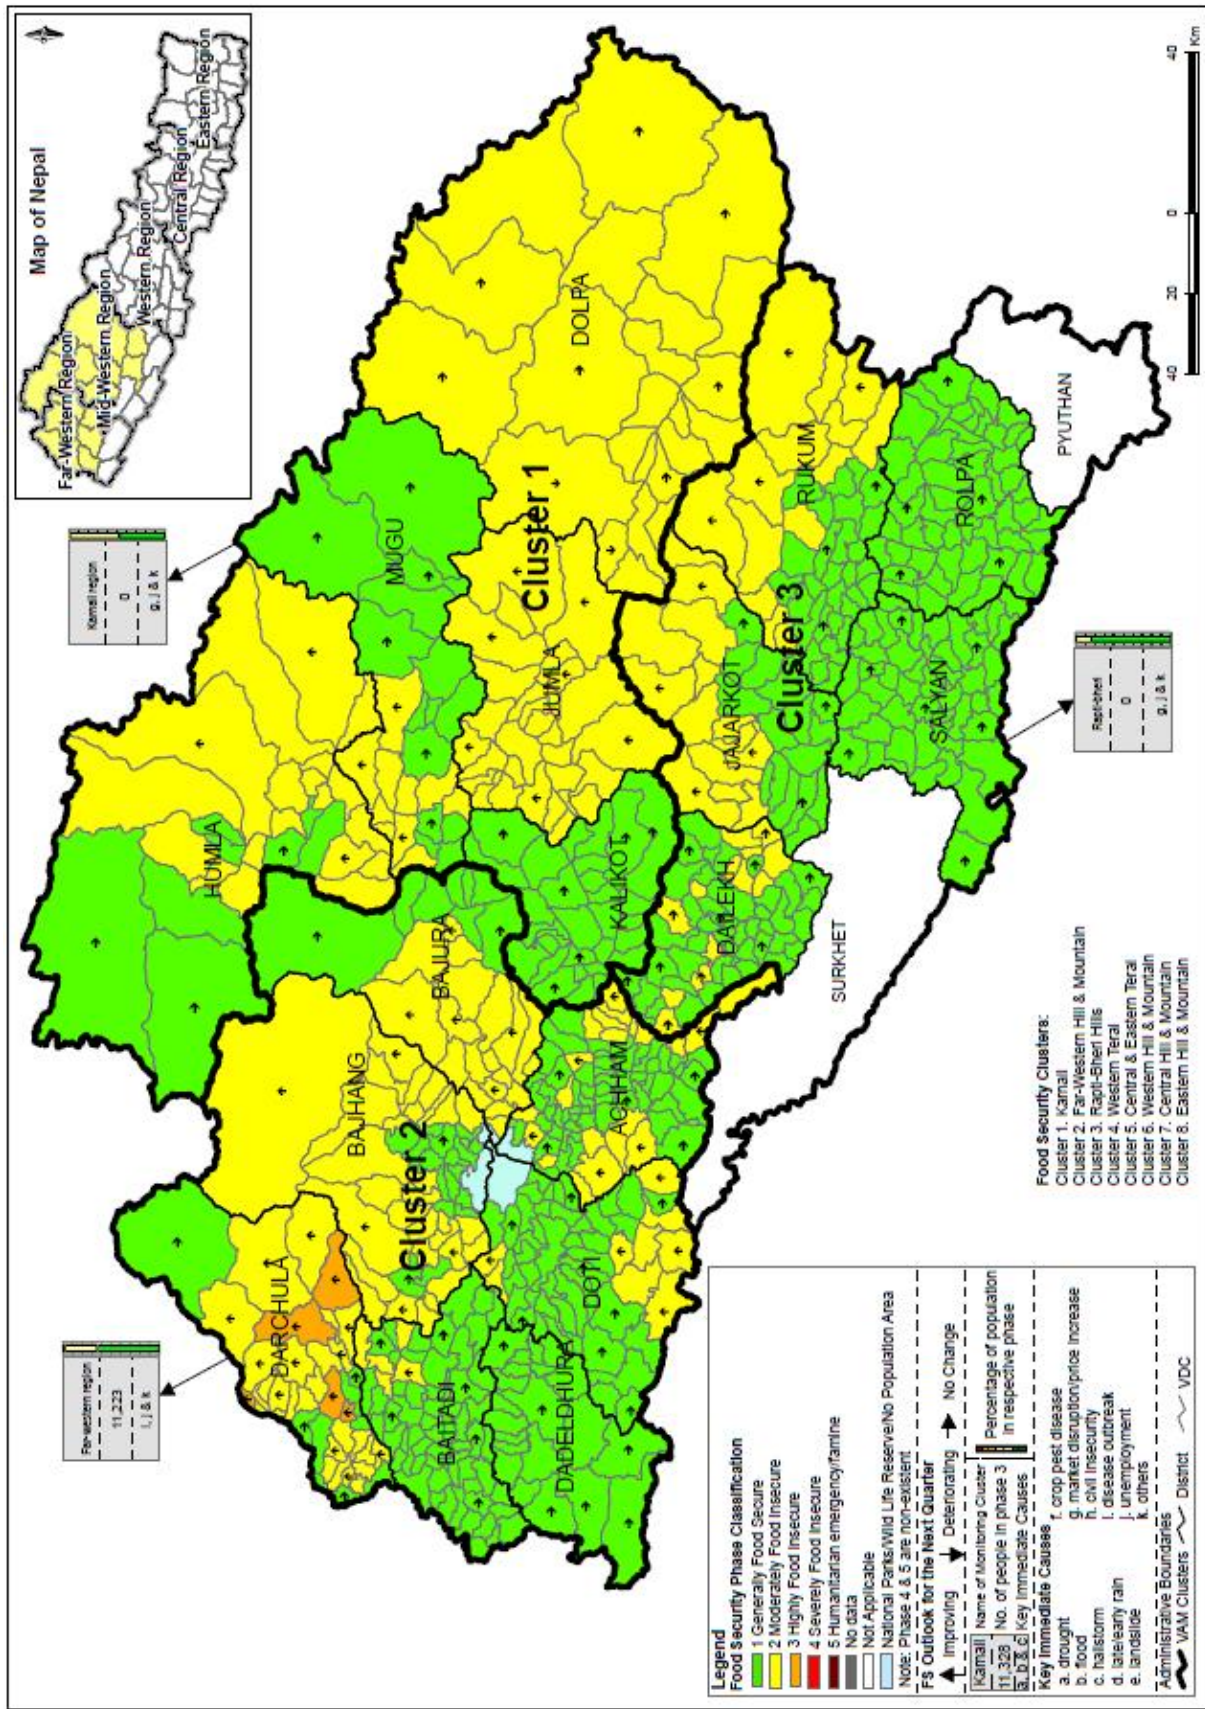 Map of Nepal
Far-Western Region
Mid-Western Region
Western Region
Central Region
Eastern Region
Far-western region
11,223
i, j & k
Karnali region
0
g, j & k
Rapti-bheri
0
g, j & k
DARCHULA
BAITADI
DADELDHURA
DOTI
BAJHANG
Cluster 2
BAJURA
ACHHAM
HUMLA
MUGU
Cluster 1
JUMLA
KALIKOT
DOLPA
DAILEKH
JAJARKOT
Cluster 3
RUKUM
ROLPA
SALYAN
SURKHET
PYUTHAN
Food Security Clusters:
Cluster 1. Karnali
Cluster 2. Far-Western Hill & Mountain
Cluster 3. Rapti-Bheri Hills
Cluster 4. Western Terai
Cluster 5. Central & Eastern Terai
Cluster 6. Western Hill & Mountain
Cluster 7. Central Hill & Mountain
Cluster 8. Eastern Hill & Mountain
40 20 0 40
Km
Legend
Food Security Phase Classification
1 Generally Food Secure
2 Moderately Food Insecure
3 Highly Food Insecure
4 Severely Food Insecure
5 Humanitarian emergency/famine
No data
Not Applicable
National Parks/Wild Life Reserve/No Population Area
Note: Phase 4 & 5 are non-existent
FS Outlook for the Next Quarter
Improving Deteriorating No Change
Karnali Name of Monitoring Cluster
11,328 No. of people in phase 3
a, b & c Key Immediate Causes
Percentage of population
in respective phase
Key Immediate Causes
a. drought
b. flood
c. hailstorm
d. late/early rain
e. landslide
f. crop pest disease
g. market disruption/price increase
h. civil insecurity
i. disease outbreak
j. unemployment
k. others
Administrative Boundaries
VAM Clusters District VDC